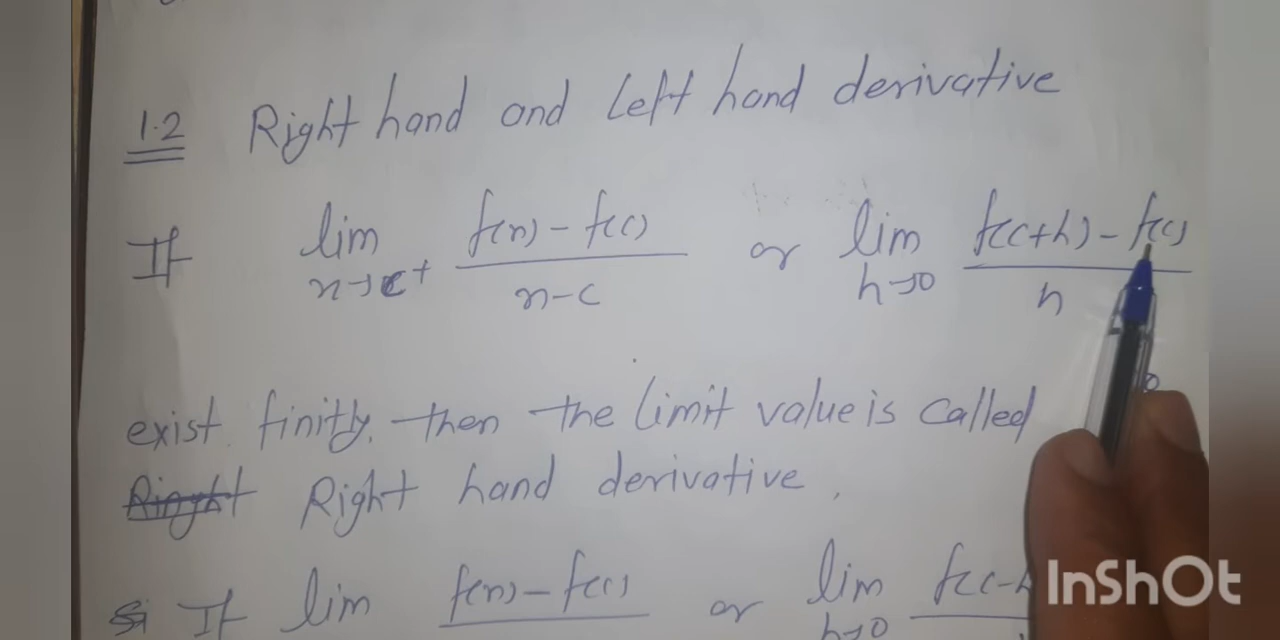 1.2 Right hand and Left hand derivative
If lim x→c+ f(x) - f(c) / x-c or lim h→0 f(c+h) - f(c) / h
exist finitly then the limit value is called
Right hand derivative.
If lim f(x) - f(c) or lim h→0 f(c-h
InShOt